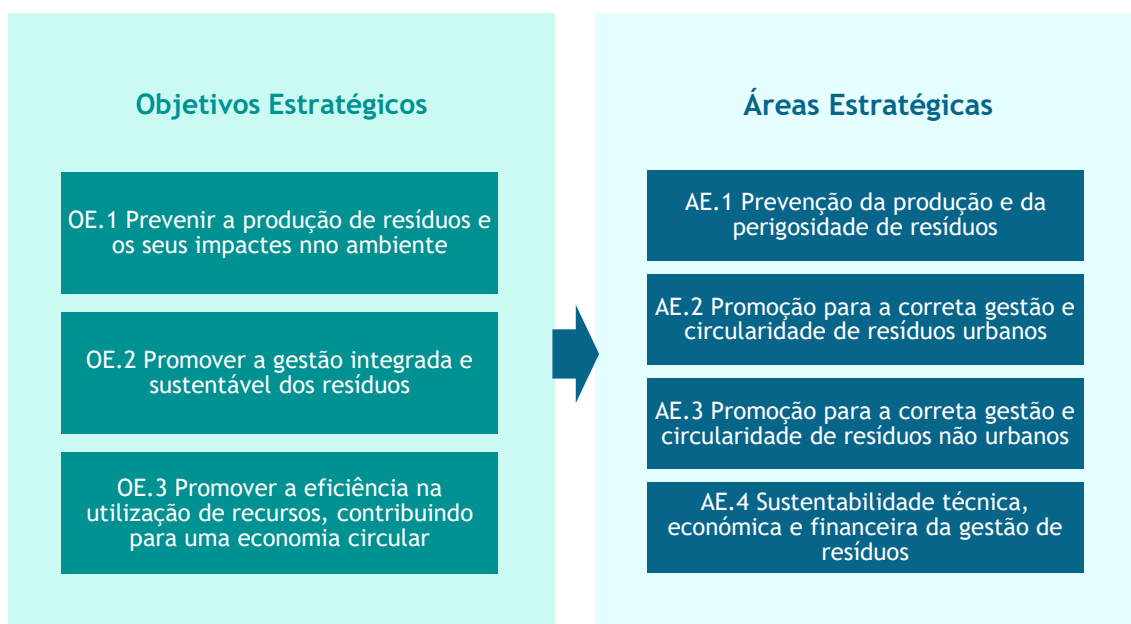 Objetivos Estratégicos
OE.1 Prevenir a produção de resíduos e
os seus impactes nno ambiente
OE.2 Promover a gestão integrada e
sustentável dos resíduos
OE.3 Promover a eficiência na
utilização de recursos, contribuindo
para uma economia circular
Áreas Estratégicas
AE.1 Prevenção da produção e da
perigosidade de resíduos
AE.2 Promoção para a correta gestão e
circularidade de resíduos urbanos
AE.3 Promoção para a correta gestão e
circularidade de resíduos não urbanos
AE.4 Sustentabilidade técnica,
económica e financeira da gestão de
resíduos